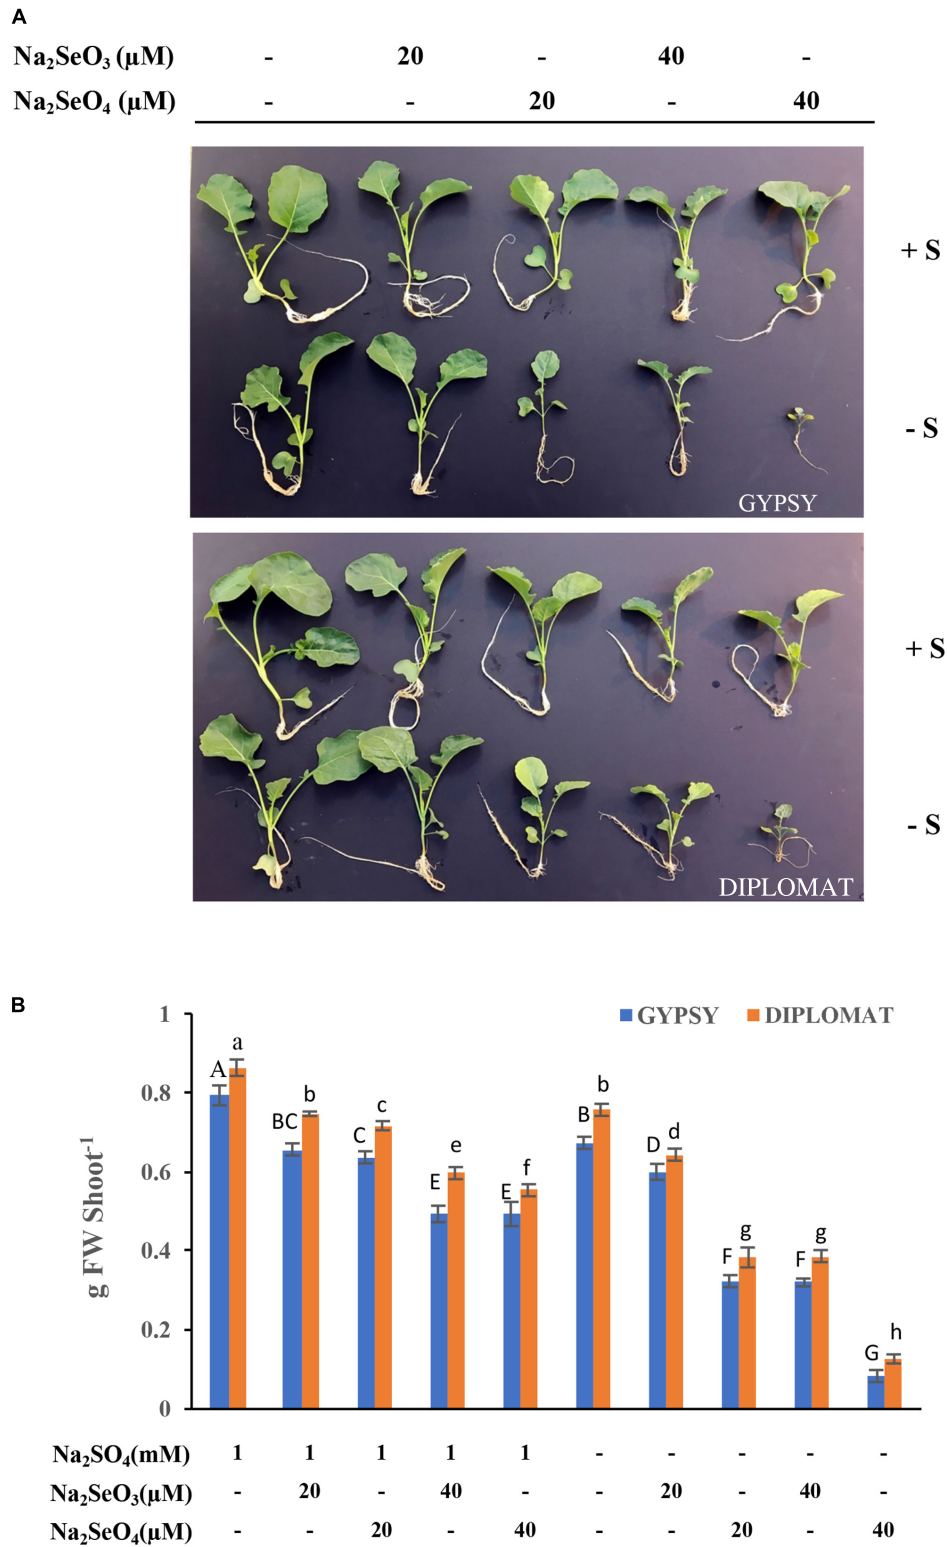 A
Na₂SeO₃ (µM) - 20 - 40 -
Na₂SeO₄ (µM) - - 20 - 40
+ S
- S
GYPSY
+ S
- S
DIPLOMAT
B
GYPSY DIPLOMAT
g FW Shoot⁻¹
1
0.8
0.6
0.4
0.2
0
A a BC b C c E e E f B b D d F g F g G h
Na₂SO₄(mM) 1 1 1 1 1 - - - - -
Na₂SeO₃(µM) - 20 - 40 - - 20 - 40 -
Na₂SeO₄(µM) - - 20 - 40 - - 20 - 40